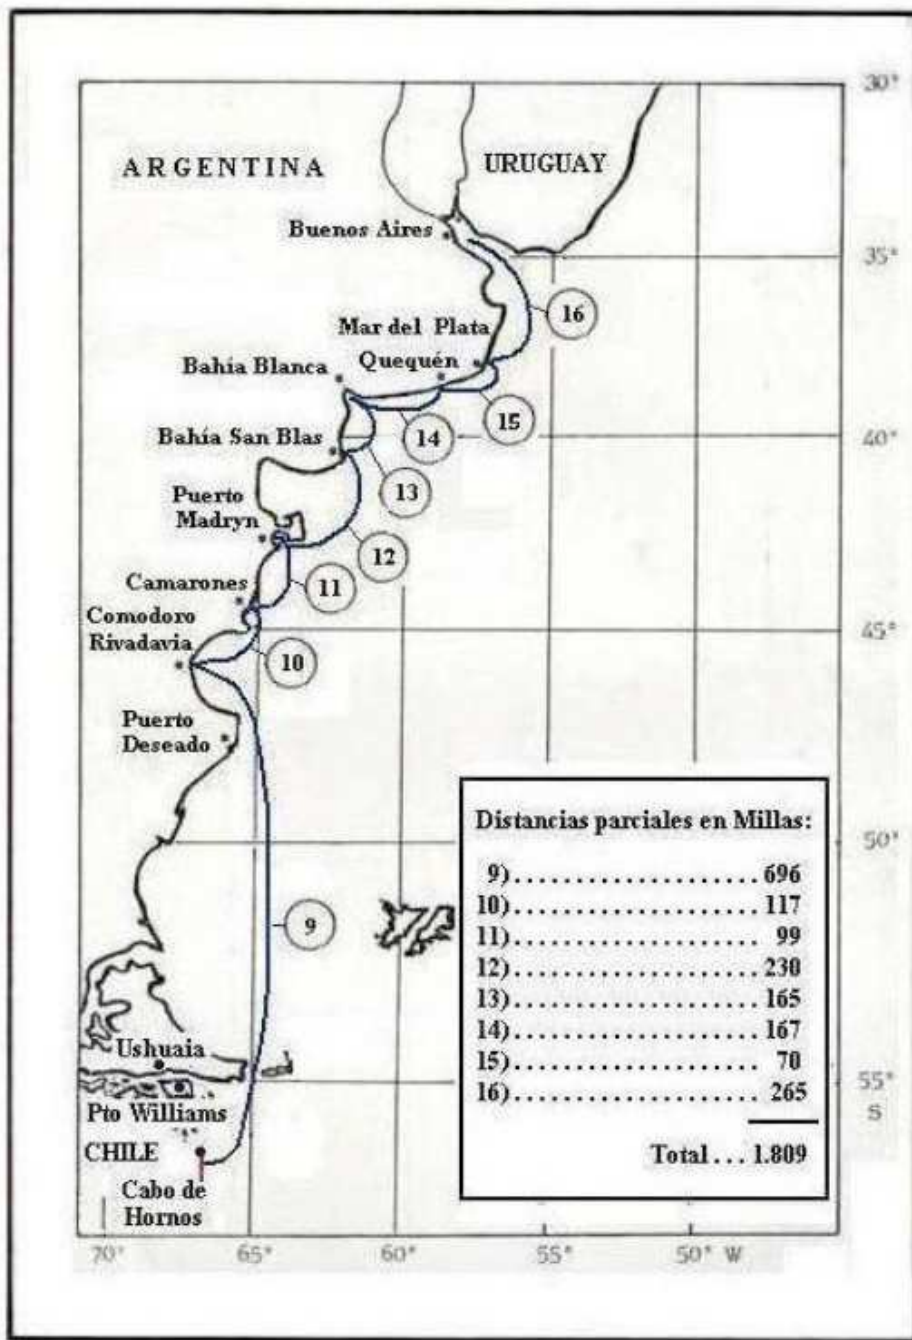 30°
ARGENTINA
URUGUAY
Buenos Aires
35°
16
Mar del Plata
Bahía Blanca
Quequén
15
14
40°
Bahía San Blas
13
Puerto
Madryn
12
11
Camarones
Comodoro
Rivadavia
45°
10
Puerto
Deseado
Distancias parciales en Millas:
9)......................696
10)......................117
11)......................99
12)......................230
13)......................165
14)......................167
15)......................70
16)......................265
Total...1.809
50°
9
Ushuaia
55°
S
Pto Williams
CHILE
Cabo de
Hornos
70° 65° 60° 55° 50° W